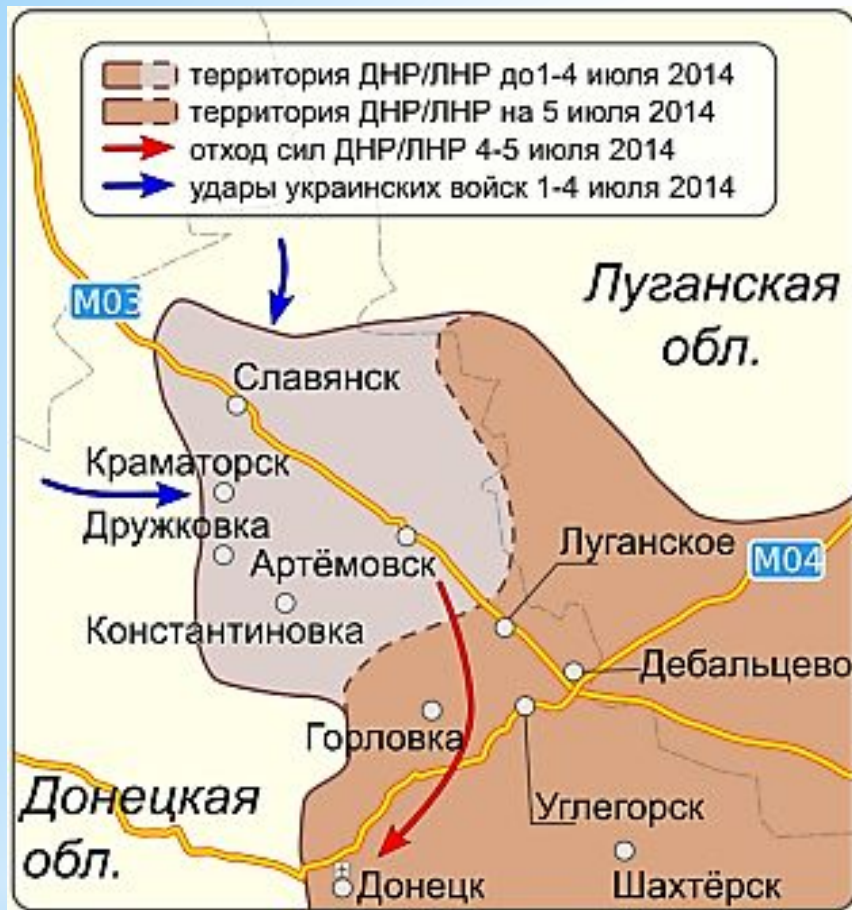 территория ДНР/ЛНР до1-4 июля 2014
территория ДНР/ЛНР на 5 июля 2014
отход сил ДНР/ЛНР 4-5 июля 2014
удары украинских войск 1-4 июля 2014
М03
Луганская
обл.
Славянск
Краматорск
Дружковка
Артёмовск
Константиновка
Луганское
М04
Дебальцево
Горловка
Донецкая
обл.
Углегорск
Донецк
Шахтёрск